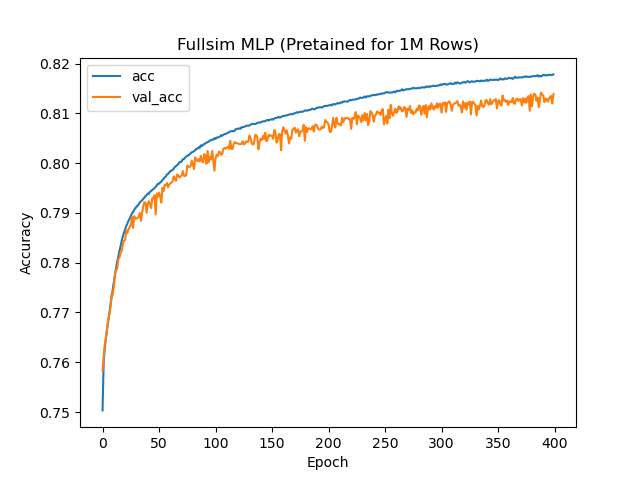 Fullsim MLP (Pretained for 1M Rows)
acc
val_acc
Accuracy
0.82
0.81
0.80
0.79
0.78
0.77
0.76
0.75
0 50 100 150 200 250 300 350 400
Epoch